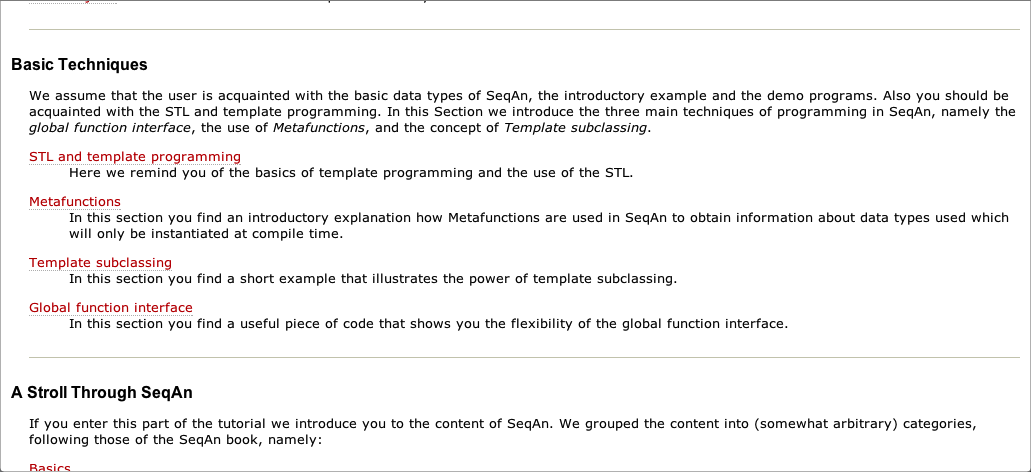 Basic Techniques
We assume that the user is acquainted with the basic data types of SeqAn, the introductory example and the demo programs. Also you should be
acquainted with the STL and template programming. In this Section we introduce the three main techniques of programming in SeqAn, namely the
global function interface, the use of Metafunctions, and the concept of Template subclassing.
STL and template programming
Here we remind you of the basics of template programming and the use of the STL.
Metafunctions
In this section you find an introductory explanation how Metafunctions are used in SeqAn to obtain information about data types used which
will only be instantiated at compile time.
Template subclassing
In this section you find a short example that illustrates the power of template subclassing.
Global function interface
In this section you find a useful piece of code that shows you the flexibility of the global function interface.
A Stroll Through SeqAn
If you enter this part of the tutorial we introduce you to the content of SeqAn. We grouped the content into (somewhat arbitrary) categories,
following those of the SeqAn book, namely:
Basics